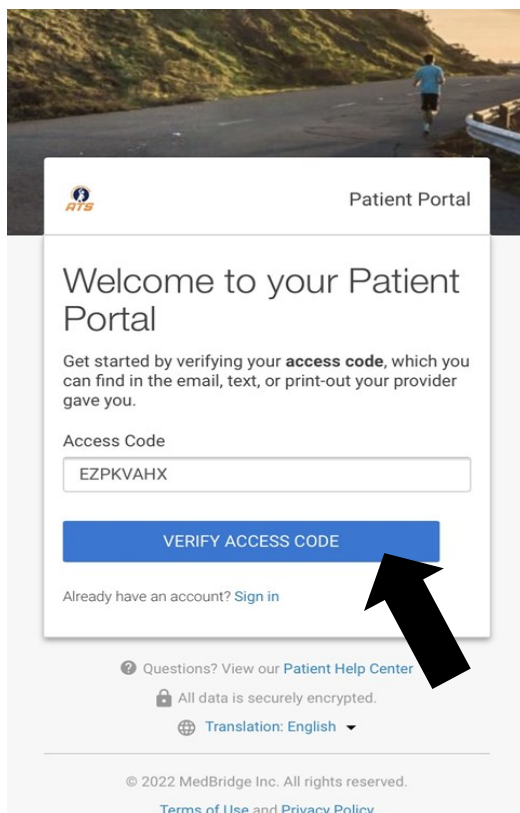 ATS
Patient Portal
Welcome to your Patient
Portal
Get started by verifying your access code, which you
can find in the email, text, or print-out your provider
gave you.
Access Code
EZPKVAHX
VERIFY ACCESS CODE
Already have an account? Sign in
Questions? View our Patient Help Center
All data is securely encrypted.
Translation: English
© 2022 MedBridge Inc. All rights reserved.
Terms of Use and Privacy Policy